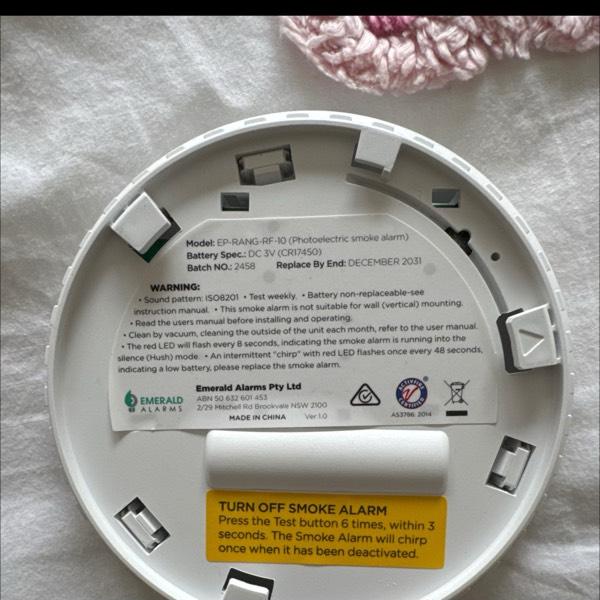 Model: EP-RANG-RF-10 (Photoelectric smoke alarm)
Battery Spec.: DC 3V (CR17450)
Batch NO.: 2458 Replace By End: DECEMBER 2031
WARNING:
• Sound pattern: ISO8201 • Test weekly. • Battery non-replaceable-see
instruction manual. • This smoke alarm is not suitable for wall (vertical) mounting.
• Read the users manual before installing and operating.
• Clean by vacuum, cleaning the outside of the unit each month, refer to the user manual.
• The red LED will flash every 8 seconds, indicating the smoke alarm is running into the
silence (Hush) mode. • An intermittent "chirp" with red LED flashes once every 48 seconds,
indicating a low battery, please replace the smoke alarm.
EMERALD
ALARMS
Emerald Alarms Pty Ltd
ABN 50 632 601 453
2/29 Mitchell Rd Brookvale NSW 2100
MADE IN CHINA Ver 1.0
ACTIVFIRE
CERTIFIED
AS3786: 2014
TURN OFF SMOKE ALARM
Press the Test button 6 times, within 3
seconds. The Smoke Alarm will chirp
once when it has been deactivated.